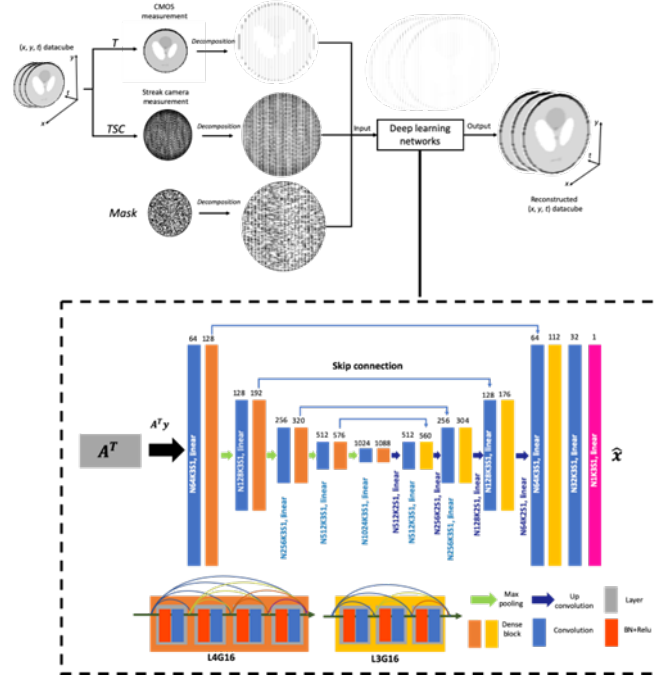 CMOS
measurement
(x, y, t) datacube
y
T
Decomposition
t
x
Streak camera
measurement
TSC
Decomposition
Input
Deep learning
networks
Output
y
t
x
Mask
Decomposition
Reconstructed
(x, y, t) datacube
64 128
64 112 32 1
Skip connection
128 192
128 176
256 320
256 304
512 576
1024 1088
512 560
A^T
A^T y
N64K3S1, linear
N128K3S1, linear
N256K3S1, linear
N512K3S1, linear
N1024K3S1, linear
N512K2S1, linear
N512K3S1, linear
N256K2S1, linear
N256K3S1, linear
N128K2S1, linear
N128K3S1, linear
N64K2S1, linear
N64K3S1, linear
N32K3S1, linear
N1K3S1, linear
x̂
L4G16
L3G16
Max
pooling
Up
convolution
Layer
Dense
block
Convolution
BN+Relu